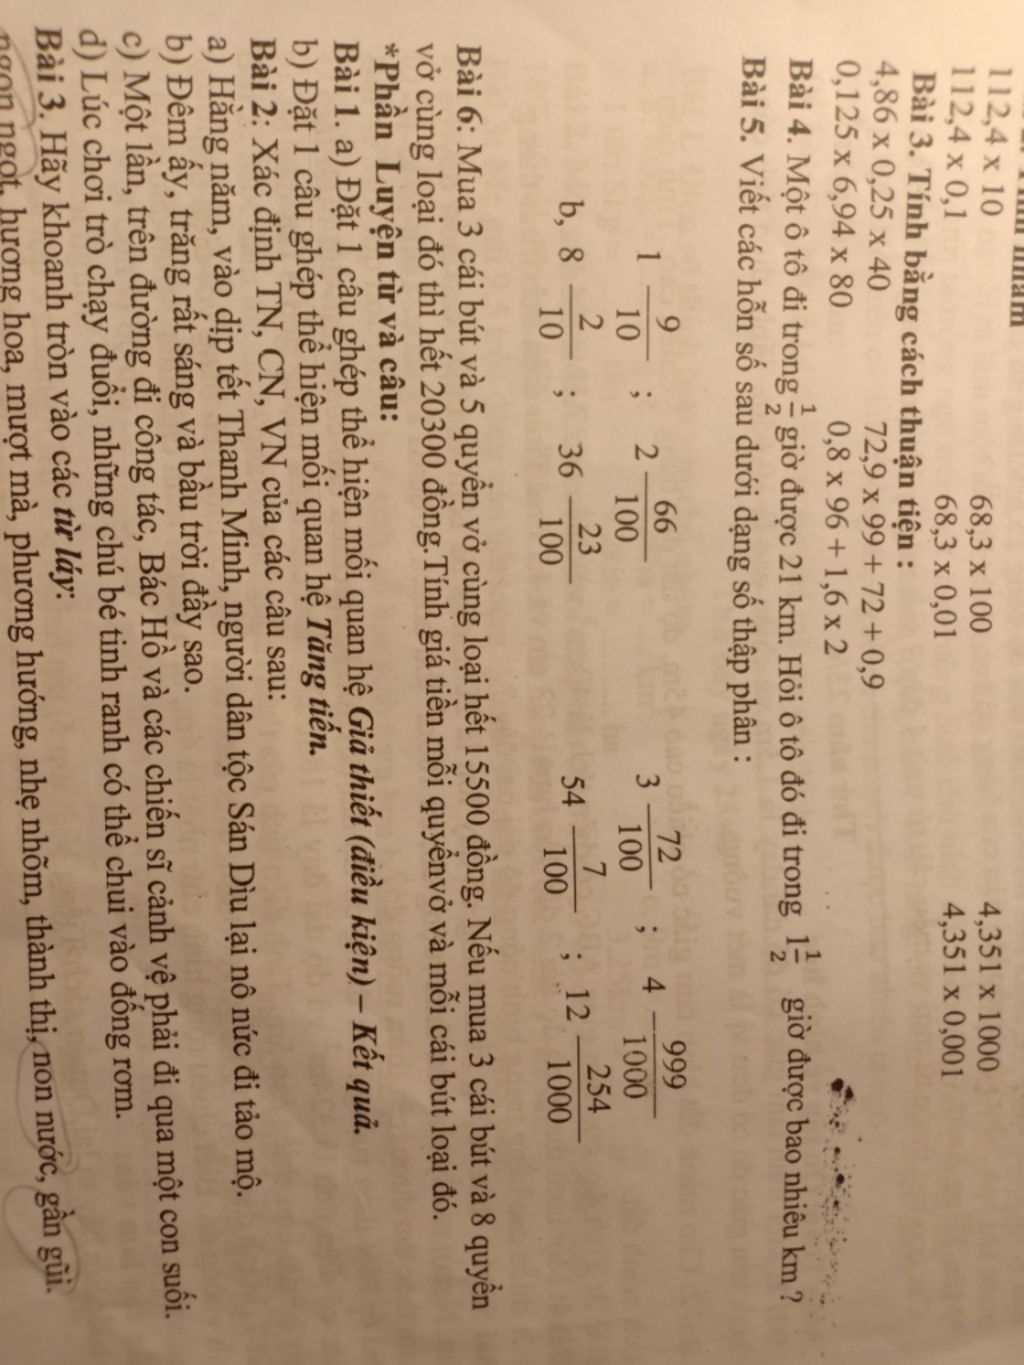 112,4 x 10 68,3 x 100 4,351 x 1000
112,4 x 0,1 68,3 x 0,01 4,351 x 0,001
Bài 3. Tính bằng cách thuận tiện :
4,86 x 0,25 x 40 72,9 x 99 + 72 + 0,9
0,125 x 6,94 x 80 0,8 x 96 + 1,6 x 2
Bài 4. Một ô tô đi trong 1/2 giờ được 21 km. Hỏi ô tô đó đi trong 1 1/2 giờ được bao nhiêu km ?
Bài 5. Viết các hỗn số sau dưới dạng số thập phân :
1 9/10 ; 2 66/100 3 72/100 ; 4 999/1000
b, 8 2/10 ; 36 23/100 54 7/100 ; 12 254/1000
Bài 6: Mua 3 cái bút và 5 quyển vở cùng loại hết 15500 đồng. Nếu mua 3 cái bút và 8 quyển
vở cùng loại đó thì hết 20300 đồng.Tính giá tiền mỗi quyểnvở và mỗi cái bút loại đó.
*Phần Luyện từ và câu:
Bài 1. a) Đặt 1 câu ghép thể hiện mối quan hệ Giả thiết (điều kiện) – Kết quả.
b) Đặt 1 câu ghép thể hiện mối quan hệ Tăng tiến.
Bài 2: Xác định TN, CN, VN của các câu sau:
a) Hằng năm, vào dịp tết Thanh Minh, người dân tộc Sán Dìu lại nô nức đi tảo mộ.
b) Đêm ấy, trăng rất sáng và bầu trời đầy sao.
c) Một lần, trên đường đi công tác, Bác Hồ và các chiến sĩ cảnh vệ phải đi qua một con suối.
d) Lúc chơi trò chạy đuổi, những chú bé tinh ranh có thể chui vào đống rơm.
Bài 3. Hãy khoanh tròn vào các từ láy:
ngọt, hương hoa, mượt mà, phương hướng, nhẹ nhõm, thành thị, non nước, gần gũi.